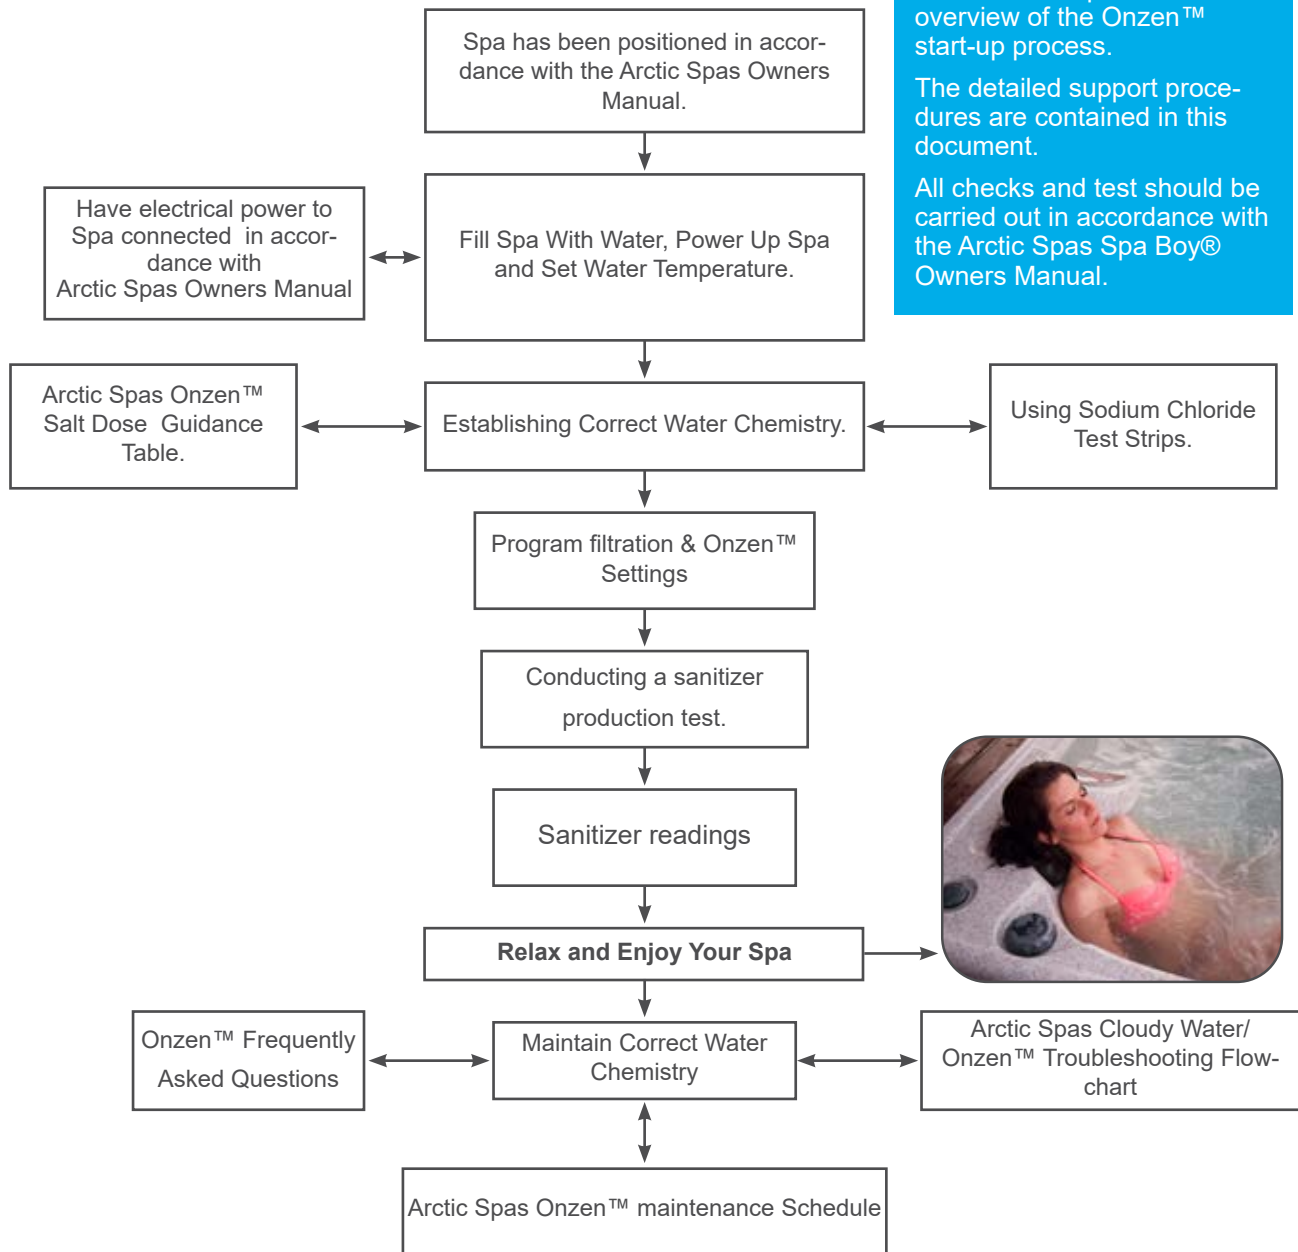 overview of the Onzen™
start-up process.
The detailed support proce-
dures are contained in this
document.
All checks and test should be
carried out in accordance with
the Arctic Spas Spa Boy®
Owners Manual.
Spa has been positioned in accor-
dance with the Arctic Spas Owners
Manual.
Have electrical power to
Spa connected in accor-
dance with
Arctic Spas Owners Manual
Fill Spa With Water, Power Up Spa
and Set Water Temperature.
Arctic Spas Onzen™
Salt Dose Guidance
Table.
Establishing Correct Water Chemistry.
Using Sodium Chloride
Test Strips.
Program filtration & Onzen™
Settings
Conducting a sanitizer
production test.
Sanitizer readings
Relax and Enjoy Your Spa
Onzen™ Frequently
Asked Questions
Maintain Correct Water
Chemistry
Arctic Spas Cloudy Water/
Onzen™ Troubleshooting Flow-
chart
Arctic Spas Onzen™ maintenance Schedule